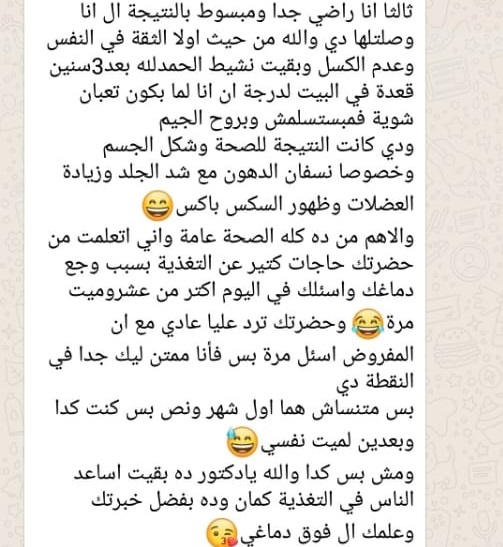 ثالثا انا راضي جدا ومبسوط بالنتيجة ال انا
وصلتلها دي والله من حيث اولا الثقة في النفس
وعدم الكسل وبقيت نشيط الحمدلله بعد3سنين
قعدة في البيت لدرجة ان انا لما بكون تعبان
شوية فمبستسلمش وبروح الجيم
ودي كانت النتيجة للصحة وشكل الجسم
وخصوصا نسفان الدهون مع شد الجلد وزيادة
العضلات وظهور السكس باكس😄
والاهم من ده كله الصحة عامة واني اتعلمت من
حضرتك حاجات كتير عن التغذية بسبب وجع
دماغك واسئلك في اليوم اكتر من عشروميت
مرة😂 وحضرتك ترد عليا عادي مع ان
المفروض اسئل مرة بس فأنا ممتن ليك جدا في
النقطة دي
بس متنساش هما اول شهر ونص بس كنت كدا
وبعدين لميت نفسي😅
ومش بس كدا والله يادكتور ده بقيت اساعد
الناس في التغذية كمان وده بفضل خبرتك
وعلمك ال فوق دماغي😘